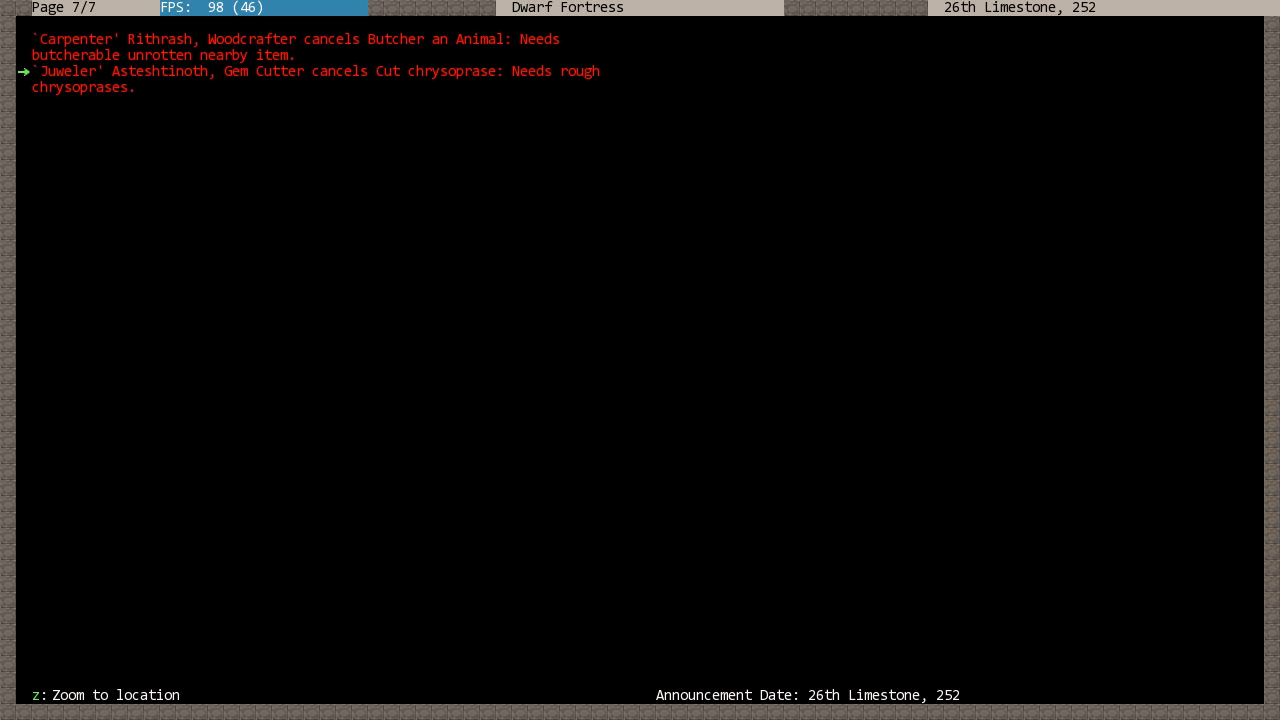 Page 7/7 FPS: 98 (46) Dwarf Fortress 26th Limestone, 252
`Carpenter' Rithrash, Woodcrafter cancels Butcher an Animal: Needs
butcherable unrotten nearby item.
`Juweler' Asteshtinoth, Gem Cutter cancels Cut chrysoprase: Needs rough
chrysoprases.
z: Zoom to location Announcement Date: 26th Limestone, 252